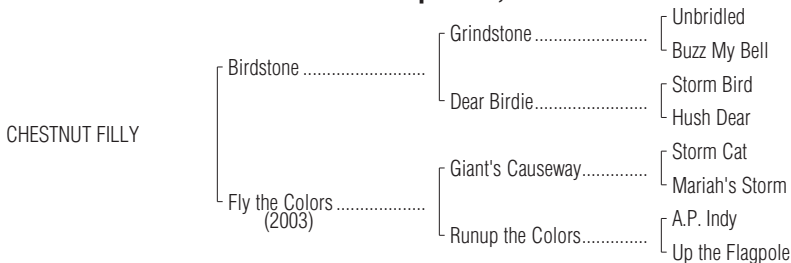 Unbridled
Grindstone
Buzz My Bell
Birdstone
Storm Bird
Dear Birdie
Hush Dear
CHESTNUT FILLY
Storm Cat
Giant's Causeway
Mariah's Storm
Fly the Colors
(2003)
A.P. Indy
Runup the Colors
Up the Flagpole